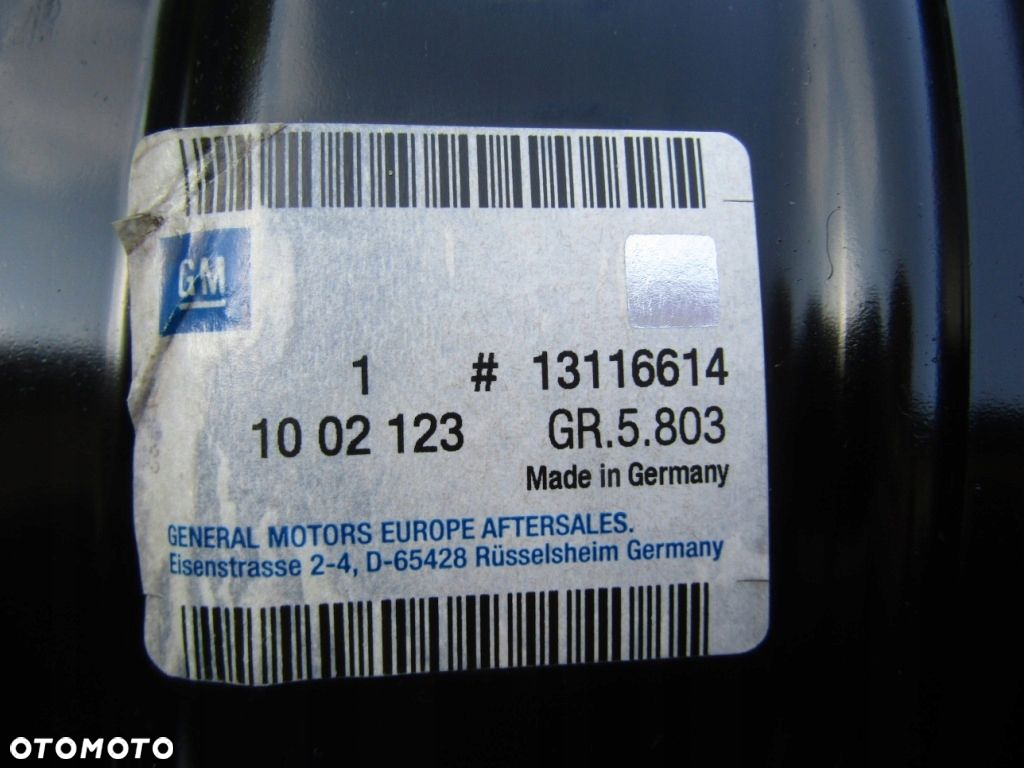 GM
1 # 13116614
10 02 123 GR.5.803
Made in Germany
GENERAL MOTORS EUROPE AFTERSALES.
Eisenstrasse 2-4, D-65428 Rüsselsheim Germany
OTOMOTO